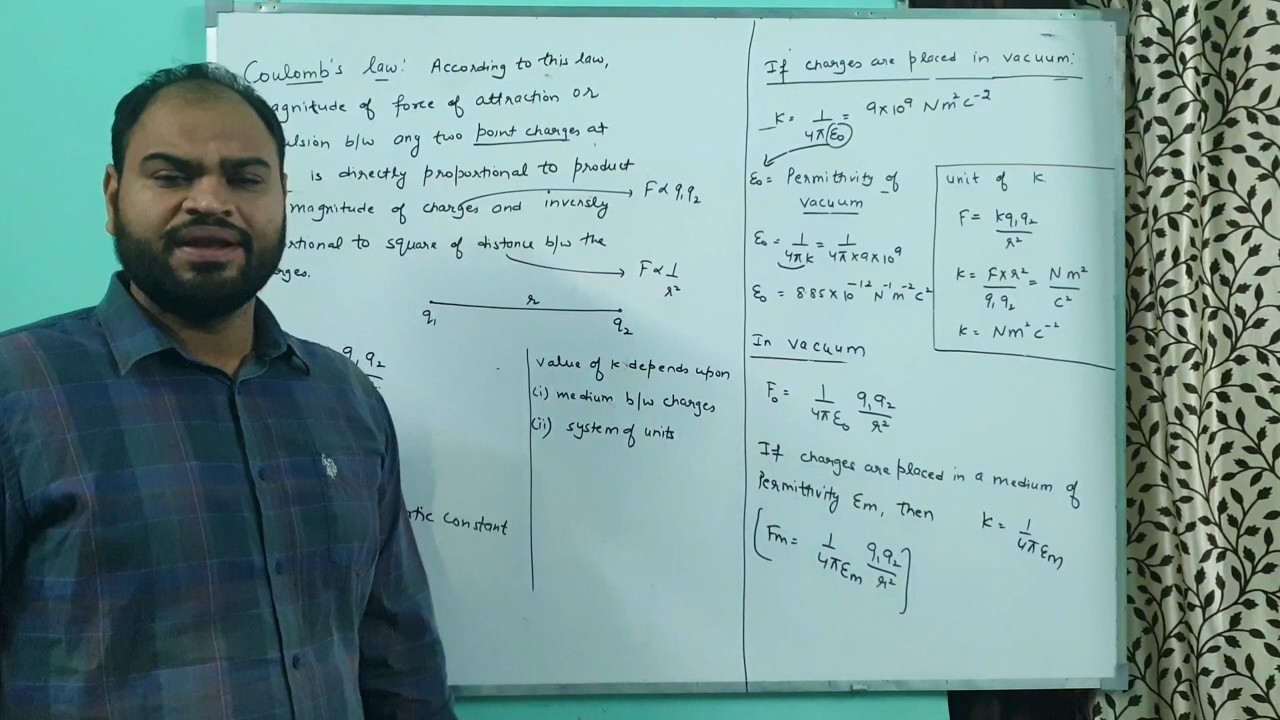 Coulomb's law: According to this law,
agnitude of force of attraction or
ulsion b/w any two point charges at
is directly proportional to product
magnitude of charges and inversly
F ∝ q1q2
rtional to square of distance b/w the
rges.
F ∝ 1/r²
r
q1 q2
q1q2
value of k depends upon
(i) medium b/w charges
(ii) system of units
tic constant
If charges are placed in vacuum:
k = 1/4πε0 = 9×10⁹ Nm²c⁻²
ε0 = Permitivity of
vacuum
ε0 = 1/4πk = 1/4π×9×10⁹
ε0 = 8.85×10⁻¹² N⁻¹m⁻²c²
unit of k
F = kq1q2/r²
k = F×r²/q1q2 = Nm²/c²
k = Nm²c⁻²
In vacuum
F0 = 1/4πε0 q1q2/r²
If charges are placed in a medium of
Permittivity εm, then
k = 1/4πεm
Fm = 1/4πεm q1q2/r²